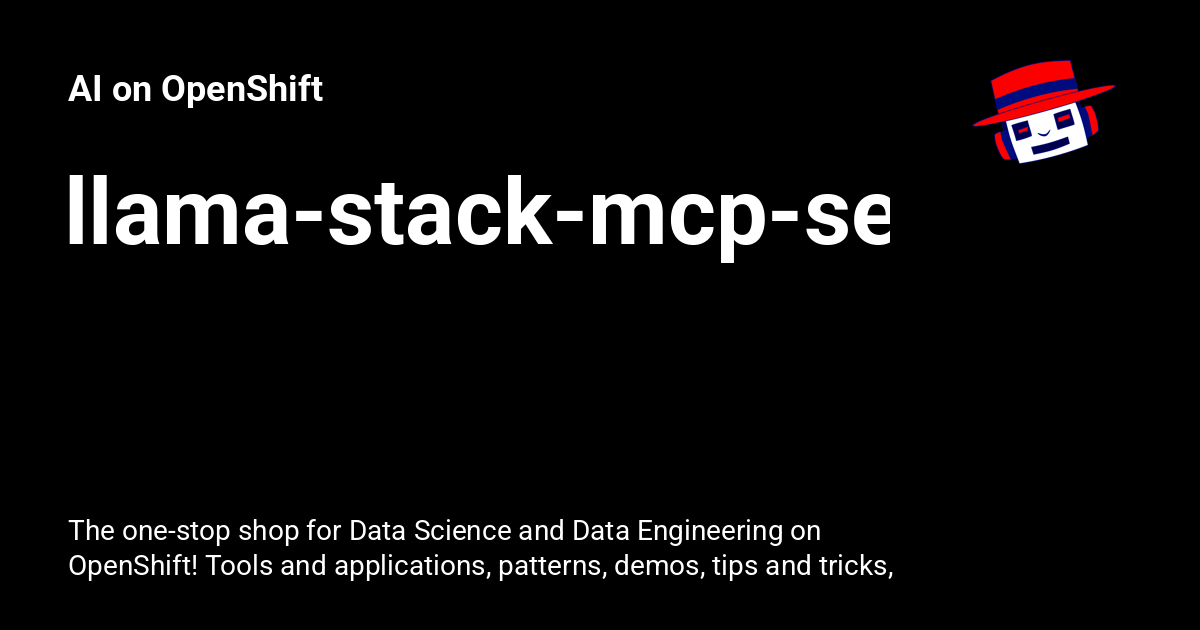 AI on OpenShift
llama-stack-mcp-se
The one-stop shop for Data Science and Data Engineering on
OpenShift! Tools and applications, patterns, demos, tips and tricks,